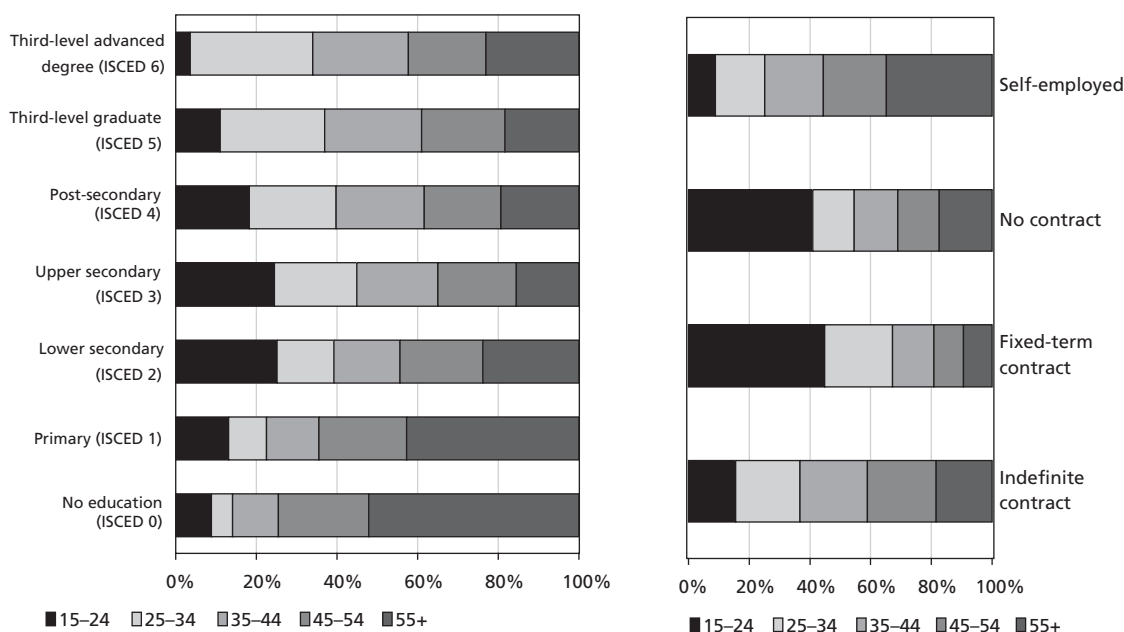 Third-level advanced
degree (ISCED 6)
Third-level graduate
(ISCED 5)
Post-secondary
(ISCED 4)
Upper secondary
(ISCED 3)
Lower secondary
(ISCED 2)
Primary (ISCED 1)
No education
(ISCED 0)
0% 20% 40% 60% 80% 100%
15–24 25–34 35–44 45–54 55+
Self-employed
No contract
Fixed-term
contract
Indefinite
contract
0% 20% 40% 60% 80% 100%
15–24 25–34 35–44 45–54 55+